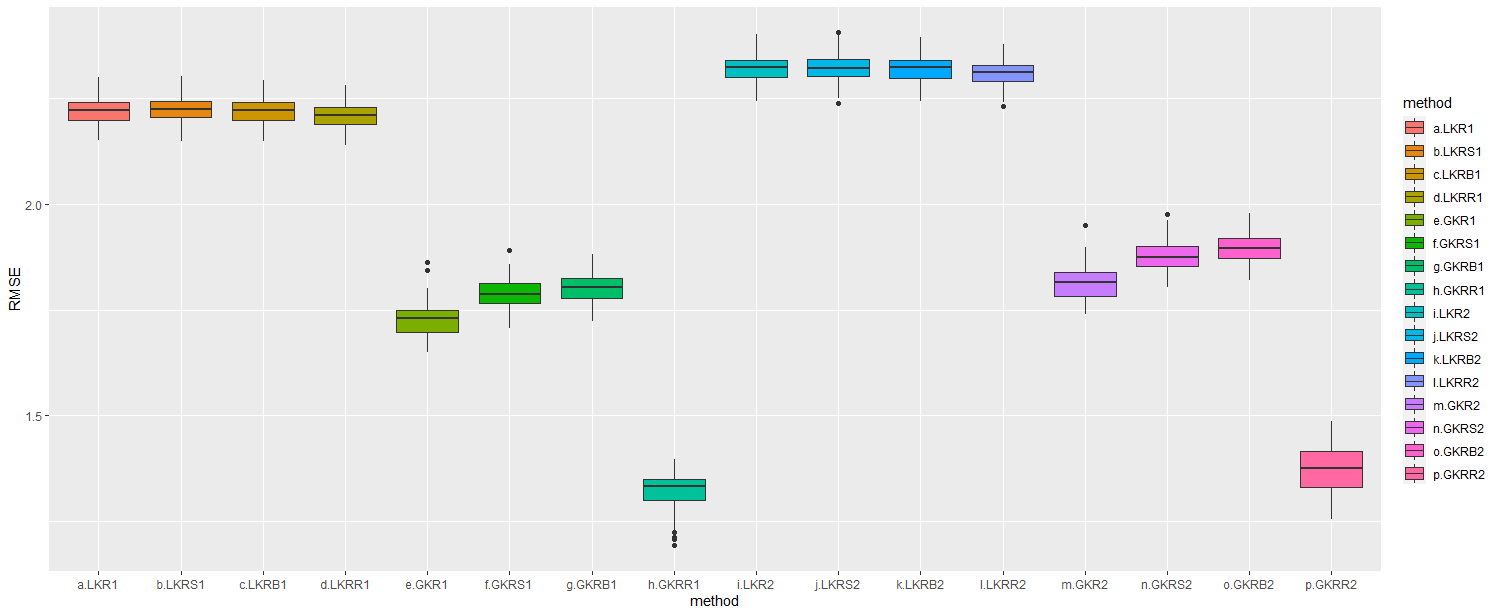 RMSE
2.0
1.5
a.LKR1 b.LKRS1 c.LKRB1 d.LKRR1 e.GKR1 f.GKRS1 g.GKRB1 h.GKRR1 i.LKR2 j.LKRS2 k.LKRB2 l.LKRR2 m.GKR2 n.GKRS2 o.GKRB2 p.GKRR2
method
method
a.LKR1
b.LKRS1
c.LKRB1
d.LKRR1
e.GKR1
f.GKRS1
g.GKRB1
h.GKRR1
i.LKR2
j.LKRS2
k.LKRB2
l.LKRR2
m.GKR2
n.GKRS2
o.GKRB2
p.GKRR2